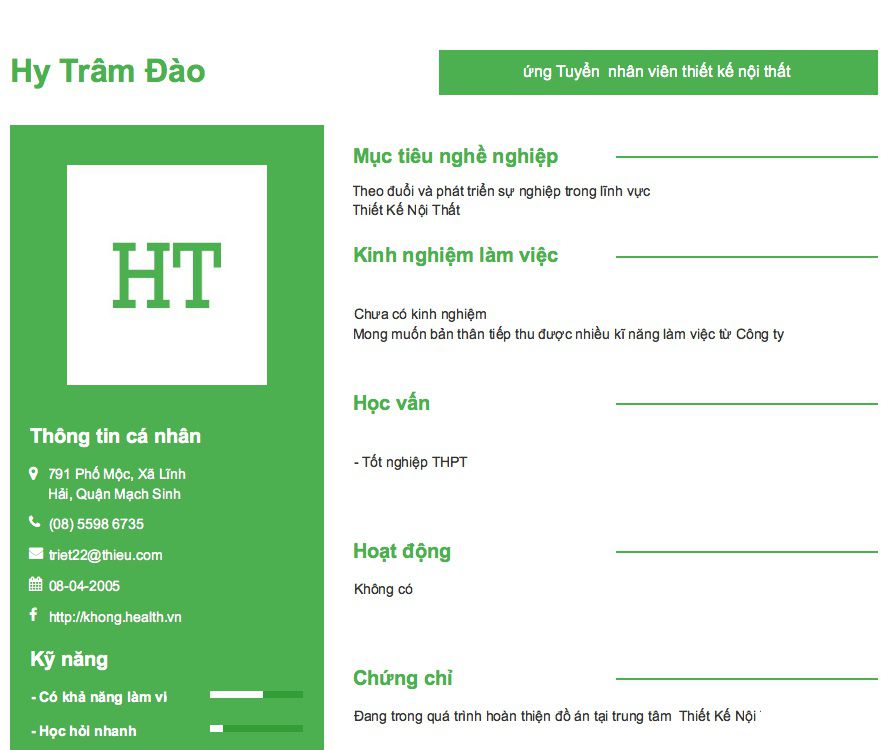 Hy Trâm Đào
ứng Tuyển nhân viên thiết kế nội thất
HT
Thông tin cá nhân
791 Phố Mộc, Xã Lĩnh
Hải, Quận Mạch Sinh
(08) 5598 6735
triet22@thieu.com
08-04-2005
http://khong.health.vn
Kỹ năng
- Có khả năng làm vi
- Học hỏi nhanh
Mục tiêu nghề nghiệp
Theo đuổi và phát triển sự nghiệp trong lĩnh vực
Thiết Kế Nội Thất
Kinh nghiệm làm việc
Chưa có kinh nghiệm
Mong muốn bản thân tiếp thu được nhiều kĩ năng làm việc từ Công ty
Học vấn
- Tốt nghiệp THPT
Hoạt động
Không có
Chứng chỉ
Đang trong quá trình hoàn thiện đồ án tại trung tâm Thiết Kế Nội